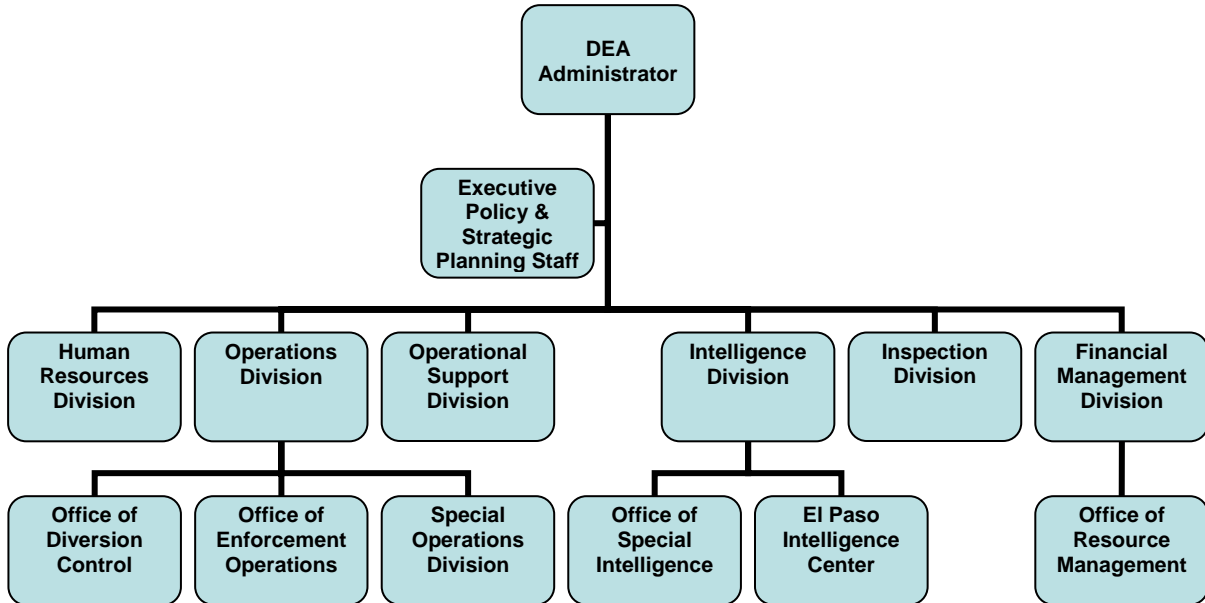 DEA
Administrator
Executive
Policy &
Strategic
Planning Staff
Human
Resources
Division
Operations
Division
Operational
Support
Division
Intelligence
Division
Inspection
Division
Financial
Management
Division
Office of
Diversion
Control
Office of
Enforcement
Operations
Special
Operations
Division
Office of
Special
Intelligence
El Paso
Intelligence
Center
Office of
Resource
Management